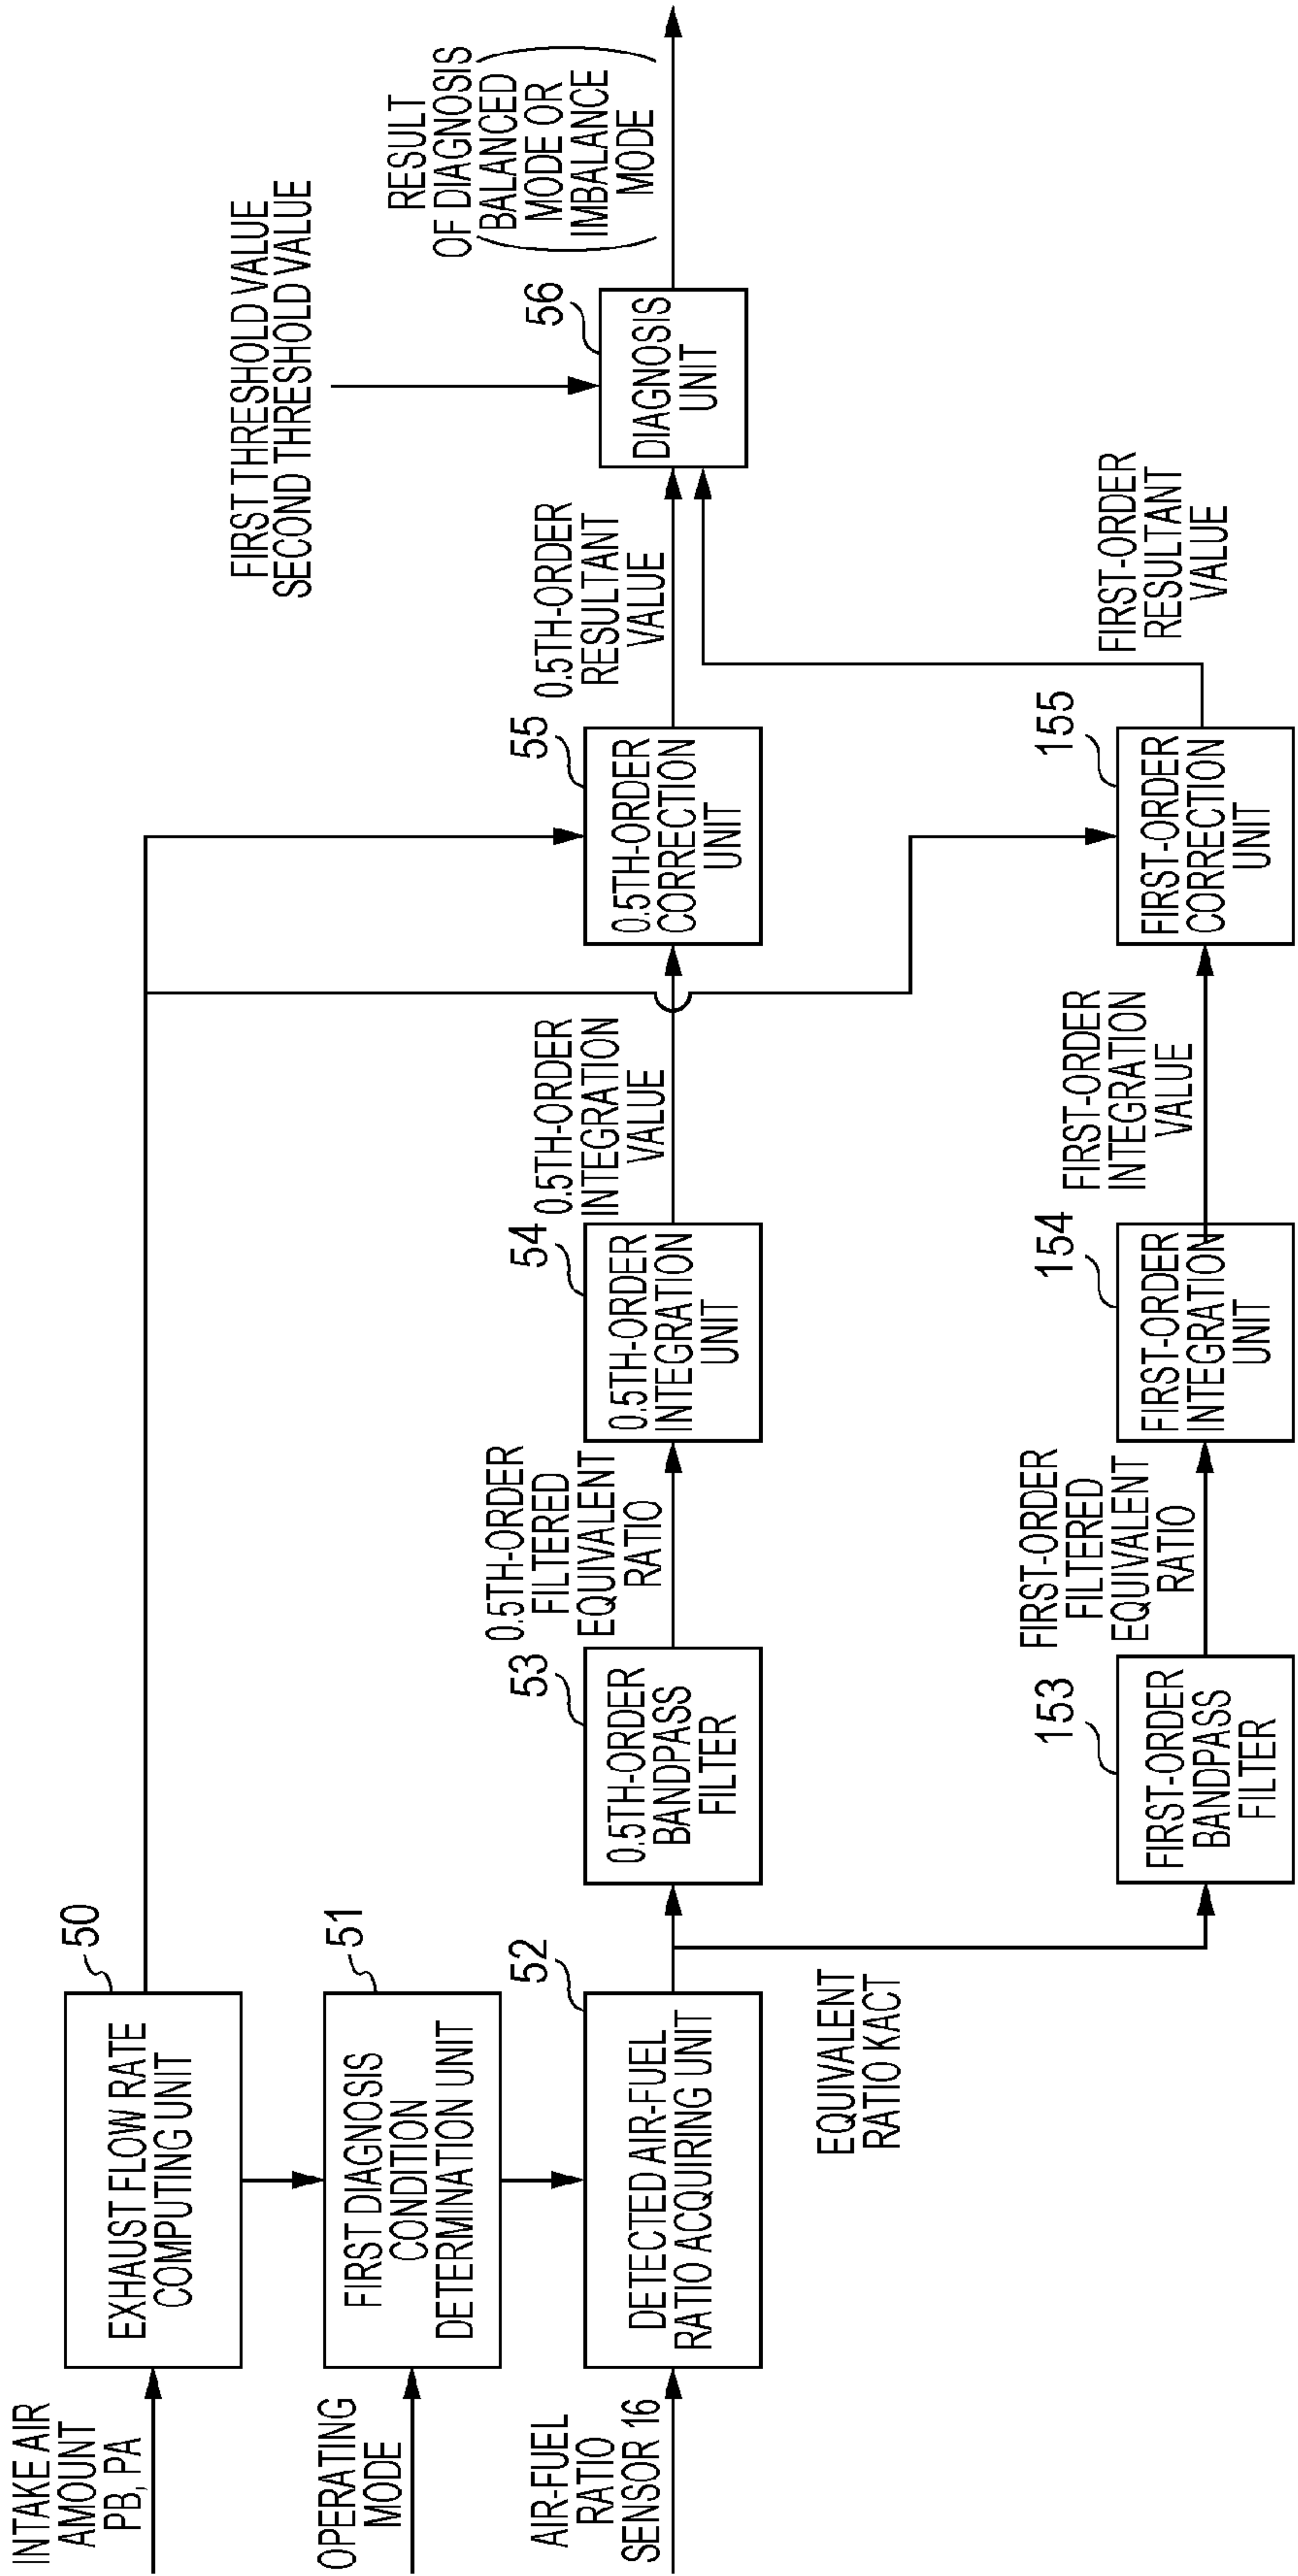 INTAKE AIR
AMOUNT
PB, PA
EXHAUST FLOW RATE
COMPUTING UNIT
50
OPERATING
MODE
FIRST DIAGNOSIS
CONDITION
DETERMINATION UNIT
51
AIR-FUEL
RATIO
SENSOR 16
DETECTED AIR-FUEL
RATIO ACQUIRING UNIT
52
EQUIVALENT
RATIO KACT
0.5TH-ORDER
BANDPASS
FILTER
53
0.5TH-ORDER
FILTERED
EQUIVALENT
RATIO
0.5TH-ORDER
INTEGRATION
UNIT
54
0.5TH-ORDER
INTEGRATION
VALUE
0.5TH-ORDER
CORRECTION
UNIT
55
0.5TH-ORDER
RESULTANT
VALUE
FIRST THRESHOLD VALUE
SECOND THRESHOLD VALUE
DIAGNOSIS
UNIT
56
RESULT
OF DIAGNOSIS
(BALANCED
MODE OR
IMBALANCE
MODE)
FIRST-ORDER
BANDPASS
FILTER
153
FIRST-ORDER
FILTERED
EQUIVALENT
RATIO
FIRST-ORDER
INTEGRATION
UNIT
154
FIRST-ORDER
INTEGRATION
VALUE
FIRST-ORDER
CORRECTION
UNIT
155
FIRST-ORDER
RESULTANT
VALUE